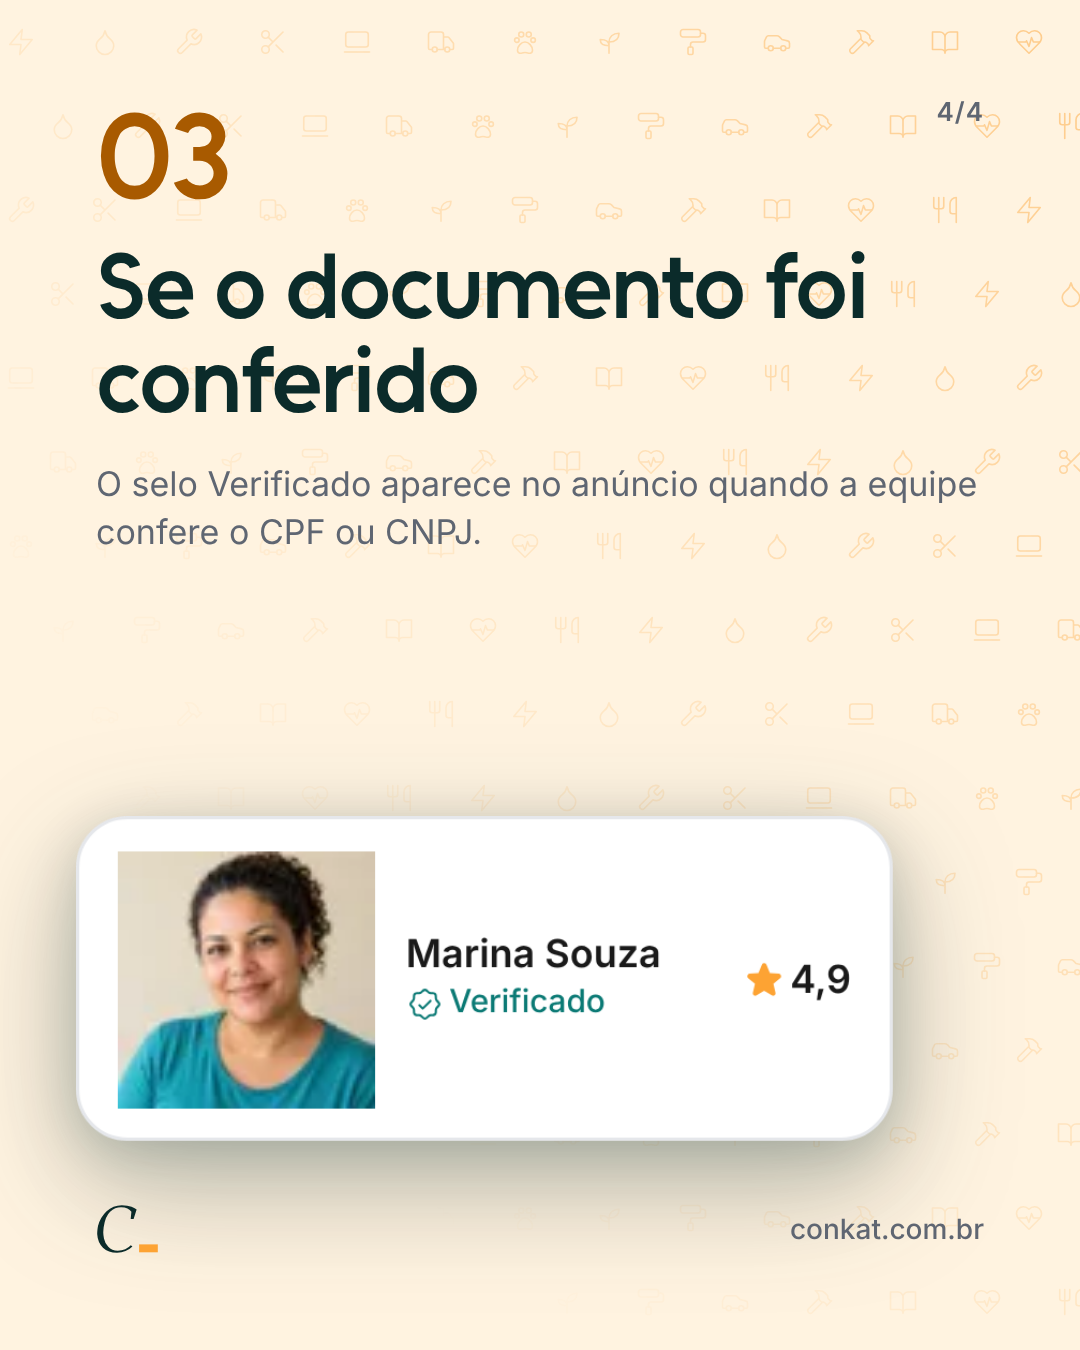 4/4
03
Se o documento foi
conferido
O selo Verificado aparece no anúncio quando a equipe
confere o CPF ou CNPJ.
Marina Souza
Verificado
4,9
C_
conkat.com.br